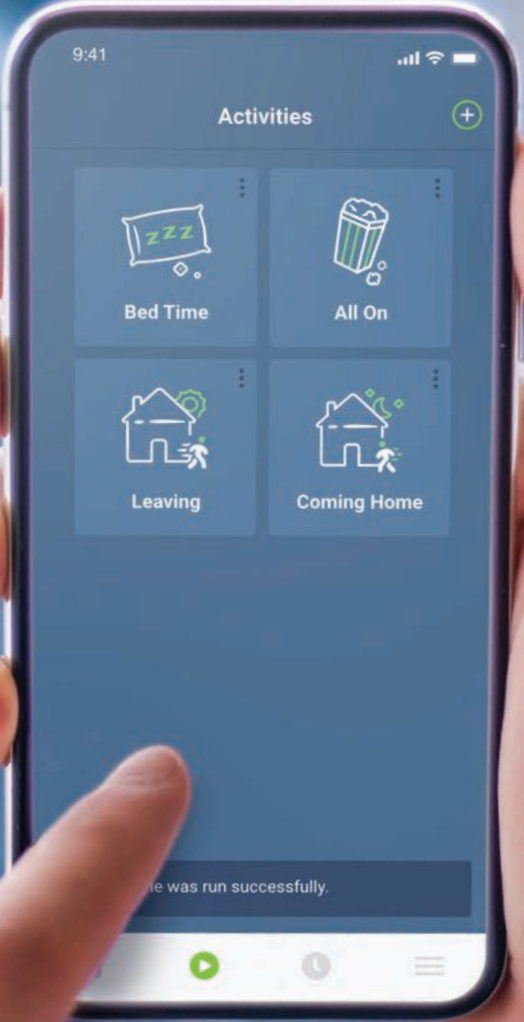 9:41
Activities
zzz
Bed Time
All On
Leaving
Coming Home
was run successfully.